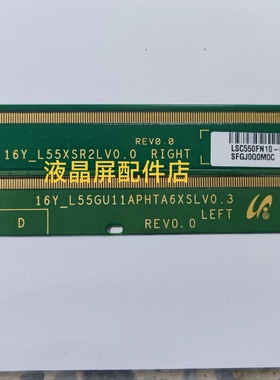 REV0.0
16Y_L55XSR2LV0.0 RIGHT
LSC550FN10-
SFGJ0Q0M0C
液晶屏配件店
16Y_L55GU11APHTA6XSLV0.3
LEFT
D
REV0.0